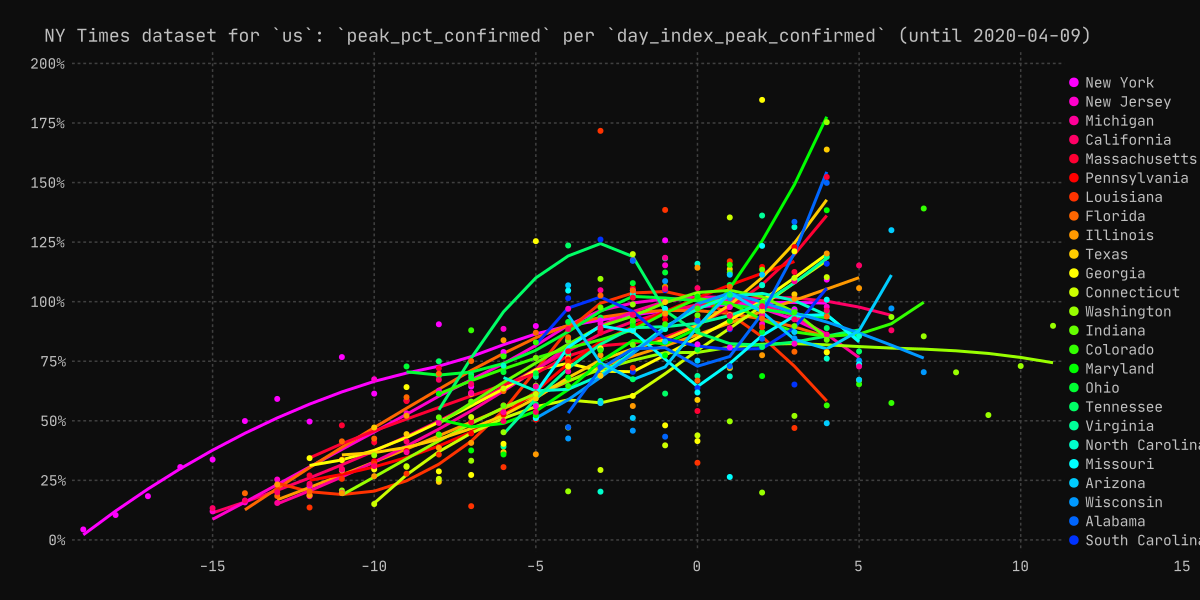 NY Times dataset for `us`: `peak_pct_confirmed` per `day_index_peak_confirmed` (until 2020-04-09)
200%
175%
150%
125%
100%
75%
50%
25%
0%
-15
-10
-5
0
5
10
15
New York
New Jersey
Michigan
California
Massachusetts
Pennsylvania
Louisiana
Florida
Illinois
Texas
Georgia
Connecticut
Washington
Indiana
Colorado
Maryland
Ohio
Tennessee
Virginia
North Carolina
Missouri
Arizona
Wisconsin
Alabama
South Carolina